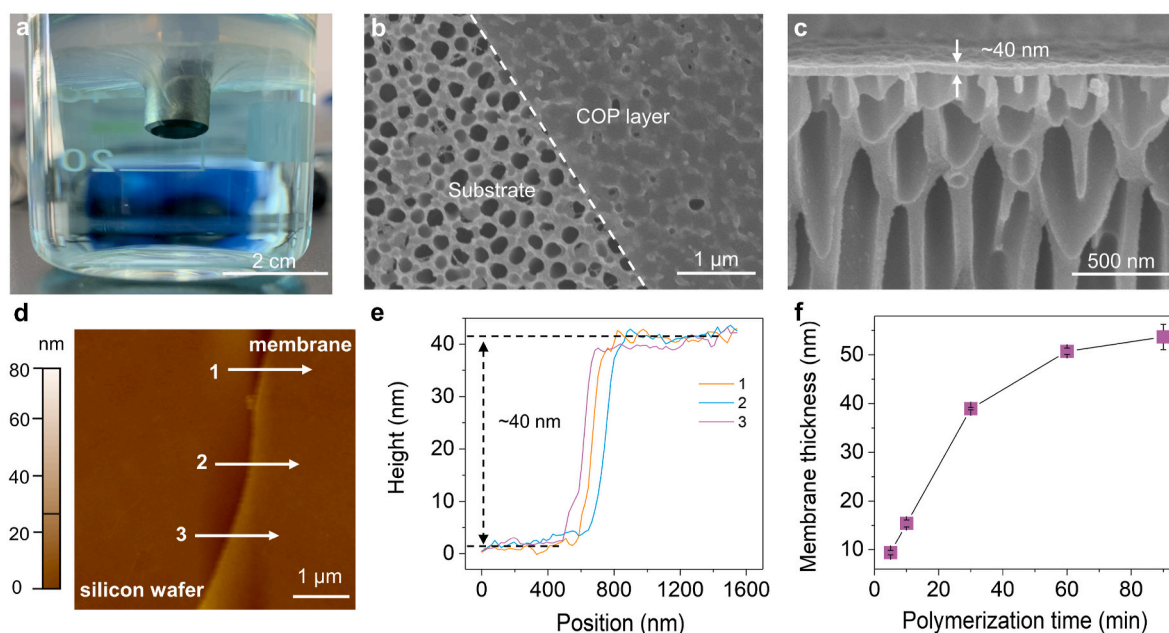 a
20
2 cm
b
COP layer
Substrate
1 µm
c
~40 nm
500 nm
d
nm
80
60
40
20
0
membrane
1
2
3
silicon wafer
1 µm
e
Height (nm)
40
30
20
10
0
~40 nm
1
2
3
0
400
800
1200
1600
Position (nm)
f
Membrane thickness (nm)
50
40
30
20
10
0
20
40
60
80
Polymerization time (min)